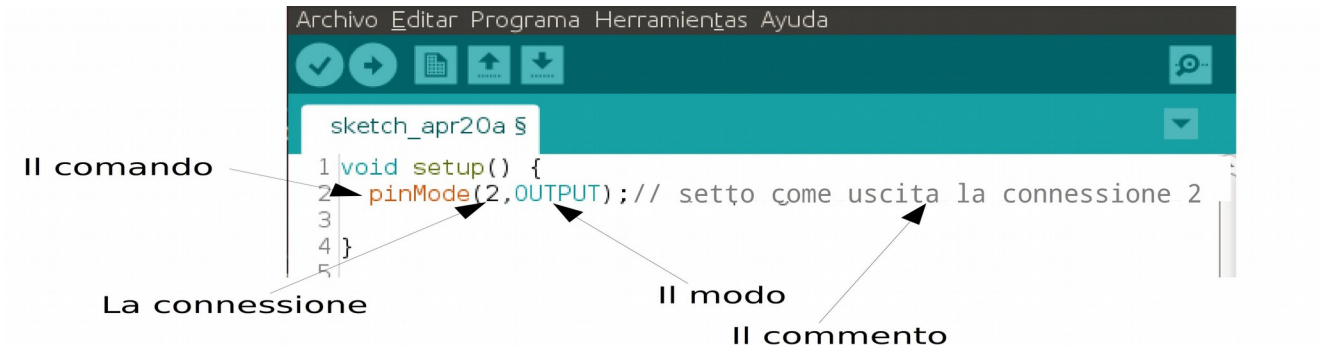 Archivo Editar Programa Herramientas Ayuda
sketch_apr20a §
Il comando
1 void setup() {
2 pinMode(2,OUTPUT);// setto come uscita la connessione 2
3
4 }
5
La connessione
Il modo
Il commento